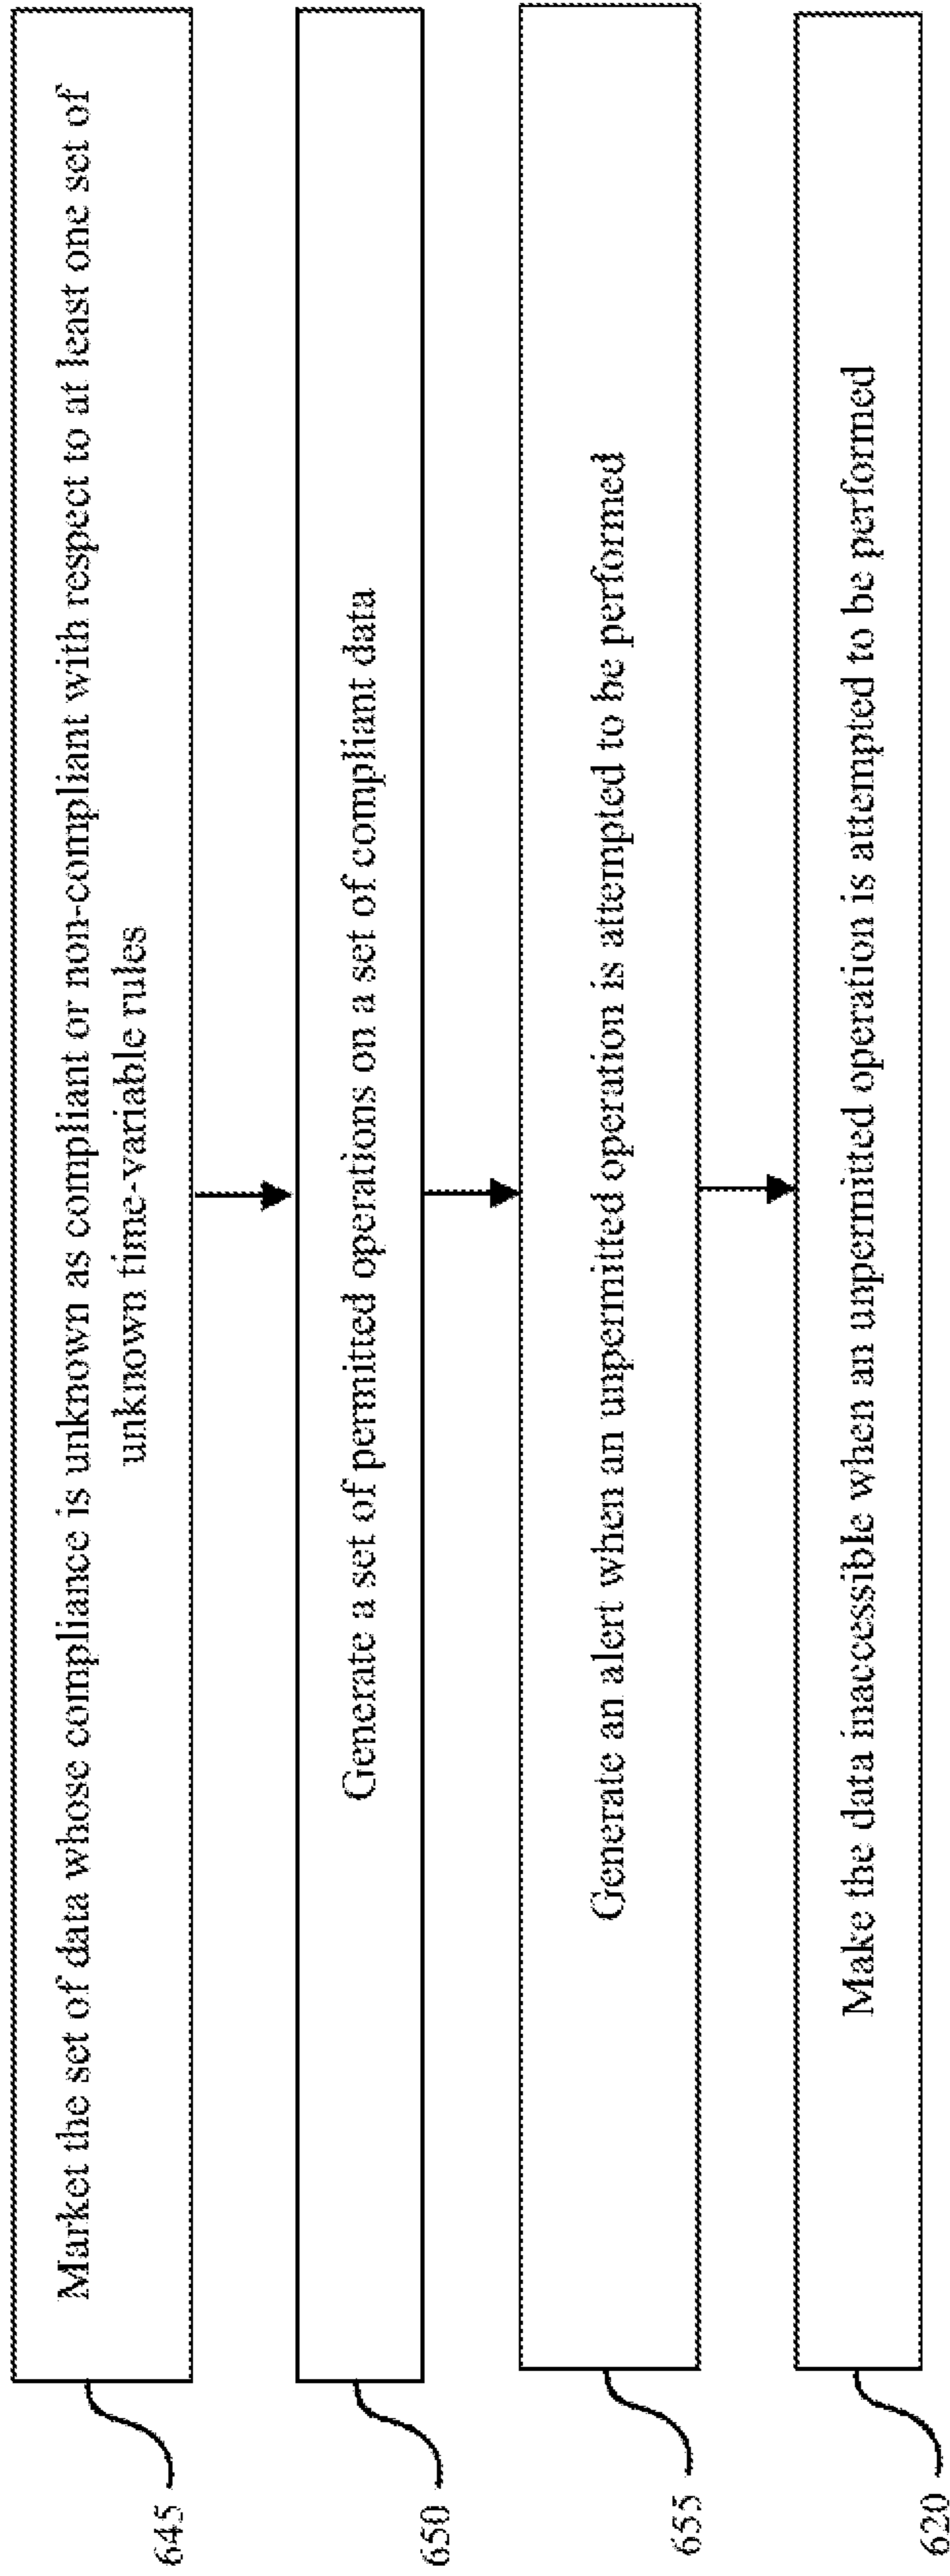 Market the set of data whose compliance is unknown as compliant or non-compliant with respect to at least one set of
unknown time-variable rules
645
Generate a set of permitted operations on a set of compliant data
650
Generate an alert when an unpermitted operation is attempted to be performed
655
Make the data inaccessible when an unpermitted operation is attempted to be performed
620